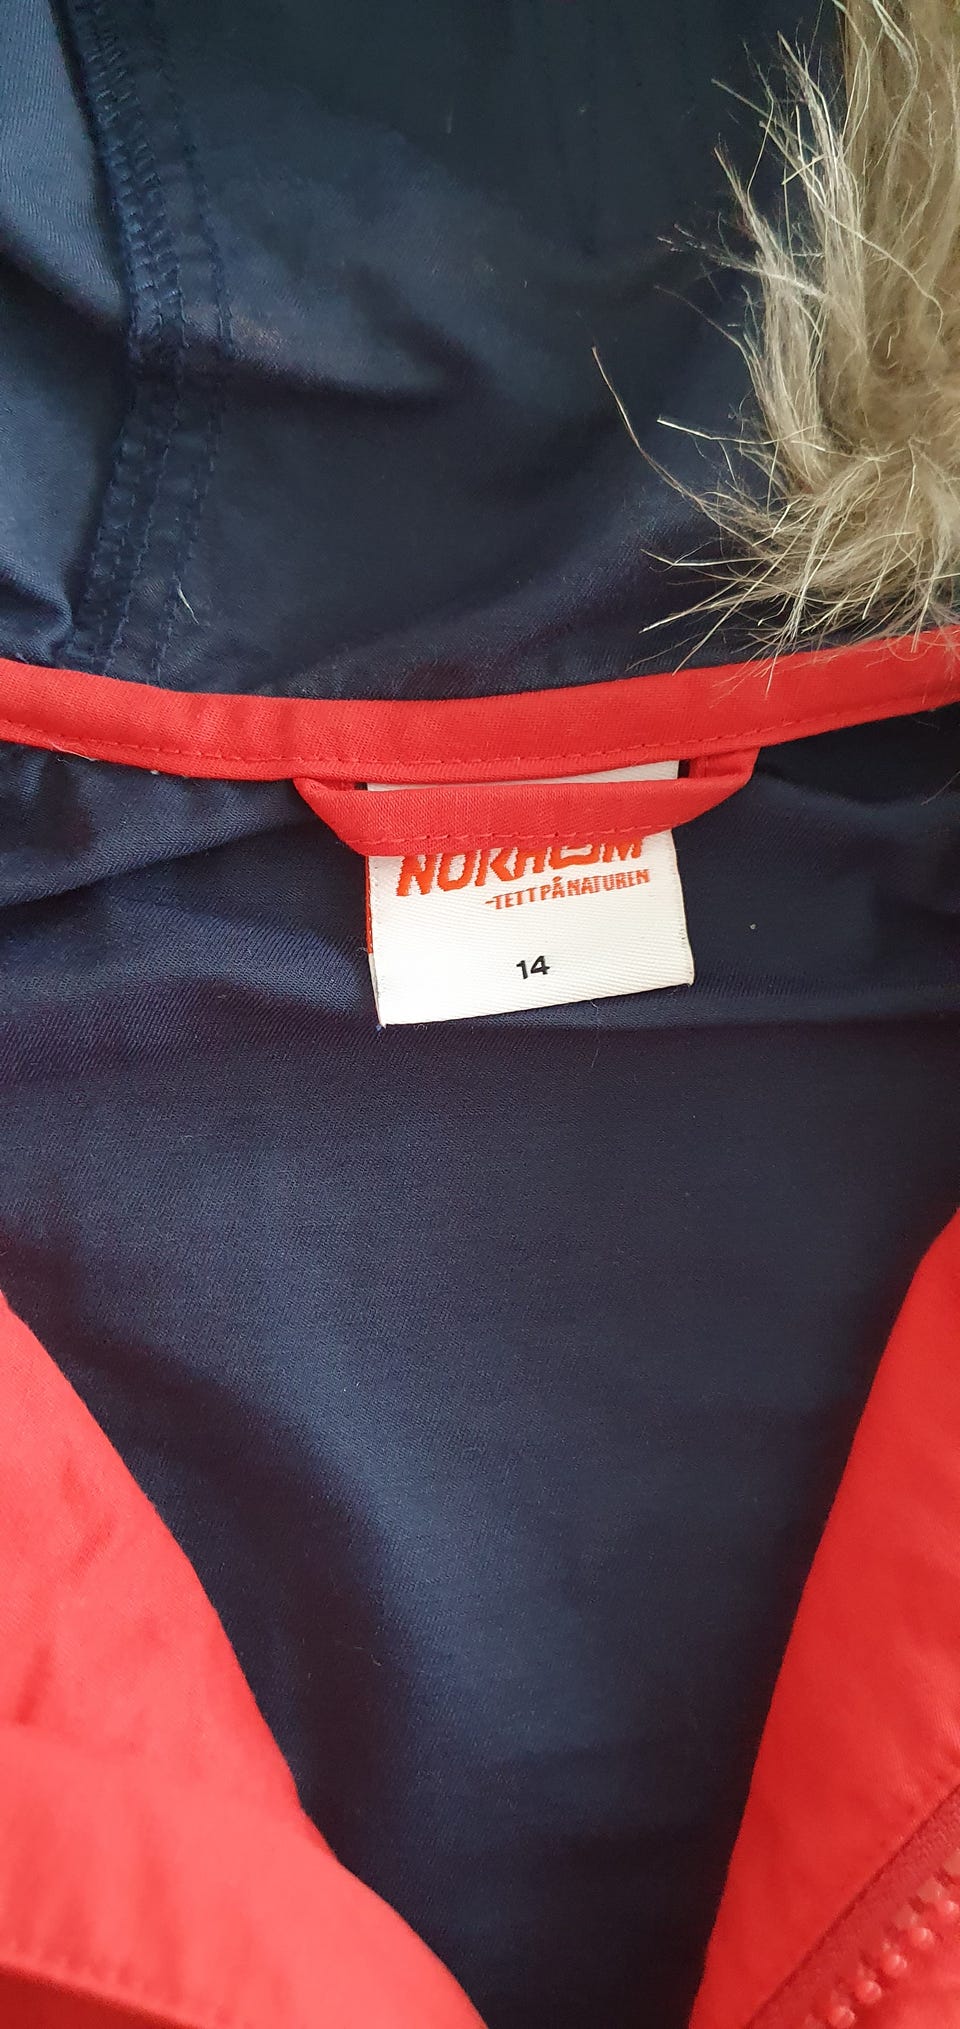 NORHEIM
-TETT PÅ NATUREN
14